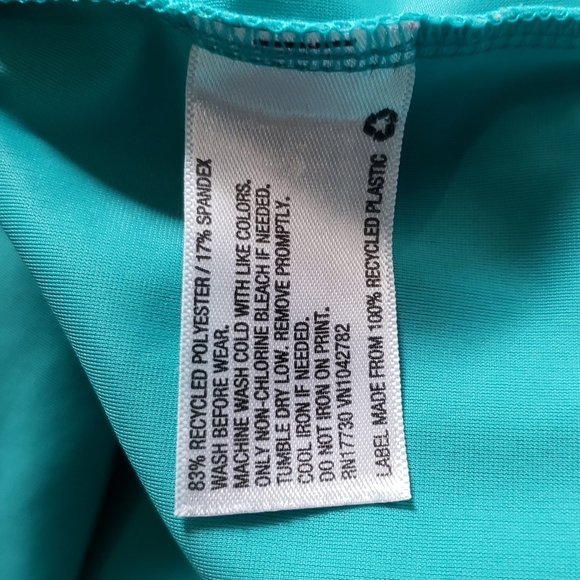 83% RECYCLED POLYESTER / 17% SPANDEX
WASH BEFORE WEAR.
MACHINE WASH COLD WITH LIKE COLORS.
ONLY NON-CHLORINE BLEACH IF NEEDED.
TUMBLE DRY LOW. REMOVE PROMPTLY.
COOL IRON IF NEEDED.
DO NOT IRON ON PRINT.
RN17730 VN1042782
LABEL MADE FROM 100% RECYCLED PLASTIC